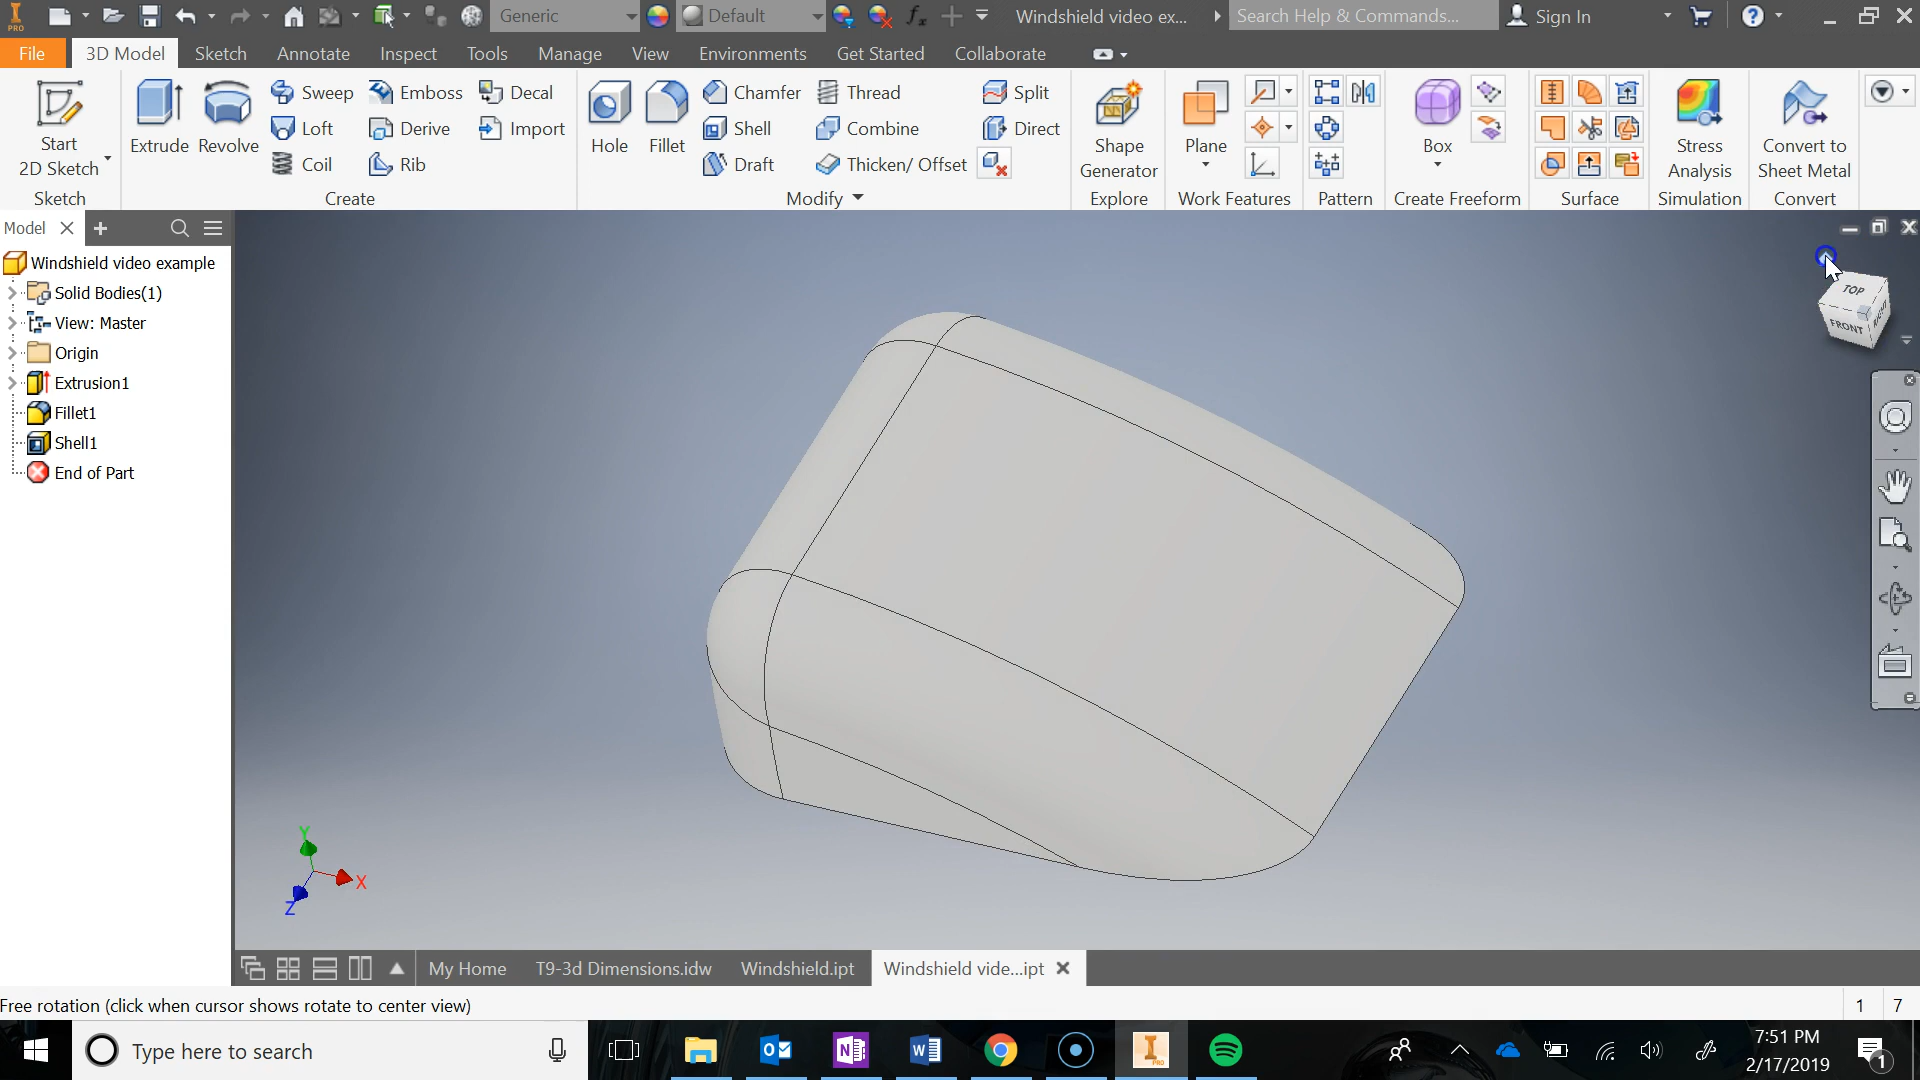 PRO
Generic
Default
fx
Windshield video ex...
Search Help & Commands...
Sign In
File
3D Model
Sketch
Annotate
Inspect
Tools
Manage
View
Environments
Get Started
Collaborate
Start
2D Sketch
Sketch
Extrude
Revolve
Sweep
Loft
Coil
Emboss
Derive
Rib
Decal
Import
Create
Hole
Fillet
Chamfer
Shell
Draft
Thread
Combine
Thicken/ Offset
Split
Direct
Modify
Shape
Generator
Explore
Plane
Work Features
Pattern
Box
Create Freeform
Surface
Stress
Analysis
Simulation
Convert to
Sheet Metal
Convert
Model
Windshield video example
Solid Bodies(1)
View: Master
Origin
Extrusion1
Fillet1
Shell1
End of Part
TOP
FRONT
Y
X
Z
My Home
T9-3d Dimensions.idw
Windshield.ipt
Windshield vide...ipt
Free rotation (click when cursor shows rotate to center view)
1
7
Type here to search
7:51 PM
2/17/2019
1